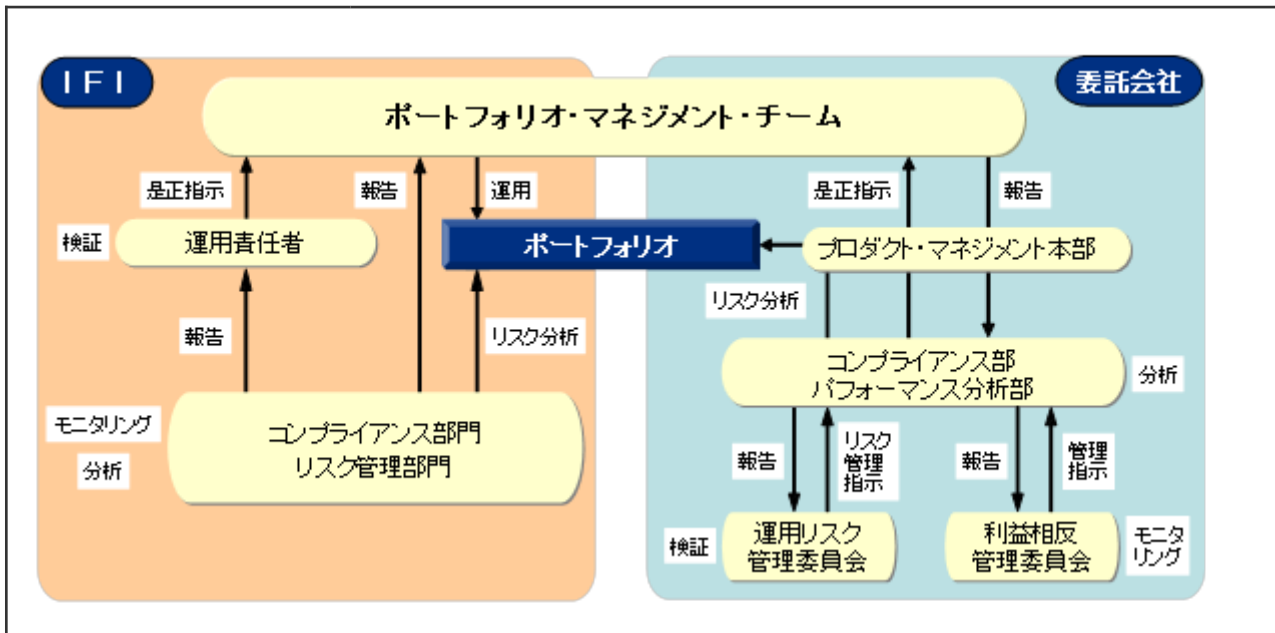 IFI
委託会社
ポートフォリオ・マネジメント・チーム
是正指示
報告
運用
是正指示
報告
検証
運用責任者
ポートフォリオ
プロダクト・マネジメント本部
リスク分析
報告
リスク分析
コンプライアンス部
パフォーマンス分析部
分析
モニタリング
分析
コンプライアンス部門
リスク管理部門
報告
リスク
管理
指示
報告
管理
指示
検証
運用リスク
管理委員会
利益相反
管理委員会
モニタ
リング